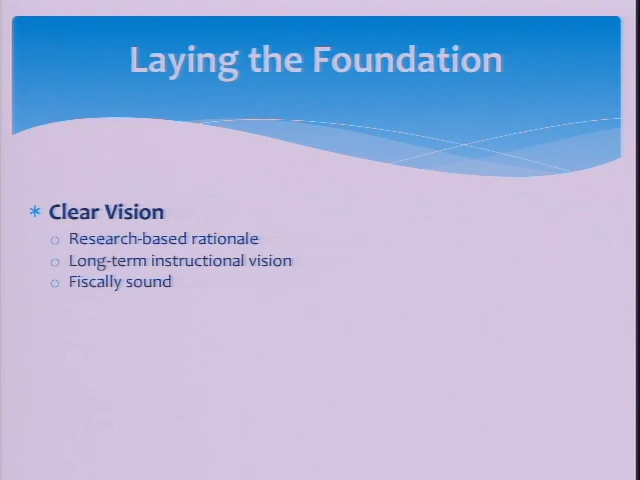 Laying the Foundation
* Clear Vision
○ Research-based rationale
○ Long-term instructional vision
○ Fiscally sound